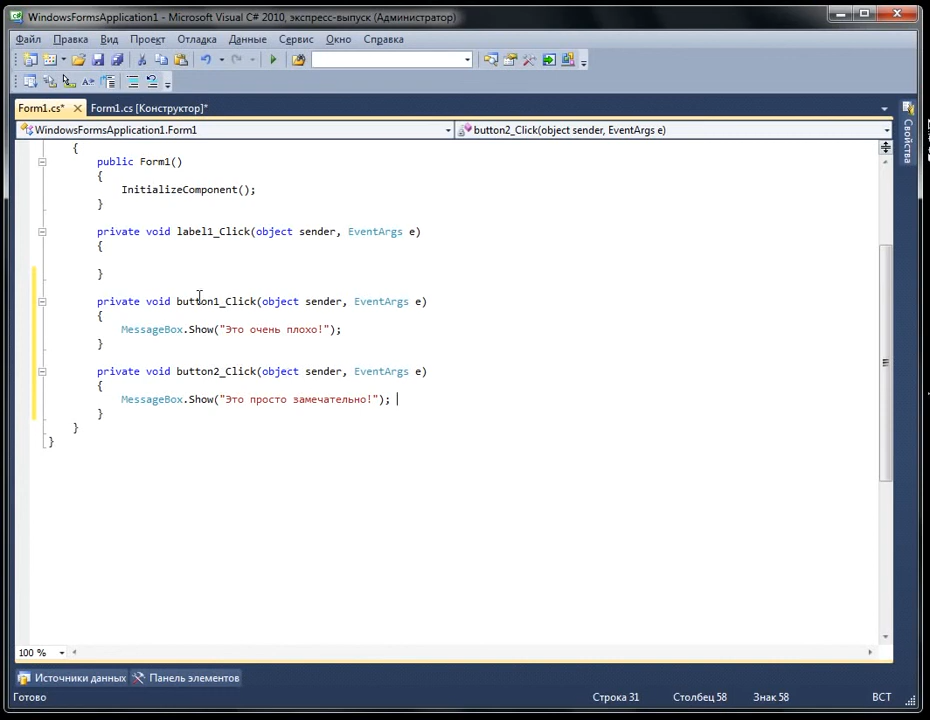 WindowsFormsApplication1 - Microsoft Visual C# 2010, экспресс-выпуск (Администратор)
Файл Правка Вид Проект Отладка Данные Сервис Окно Справка
Form1.cs* Form1.cs [Конструктор]*
WindowsFormsApplication1.Form1 button2_Click(object sender, EventArgs e)
Свойства
{
public Form1()
{
InitializeComponent();
}
private void label1_Click(object sender, EventArgs e)
{
}
private void button1_Click(object sender, EventArgs e)
{
MessageBox.Show("Это очень плохо!");
}
private void button2_Click(object sender, EventArgs e)
{
MessageBox.Show("Это просто замечательно!");
}
}
}
100 %
Источники данных Панель элементов
Готово Строка 31 Столбец 58 Знак 58 ВСТ